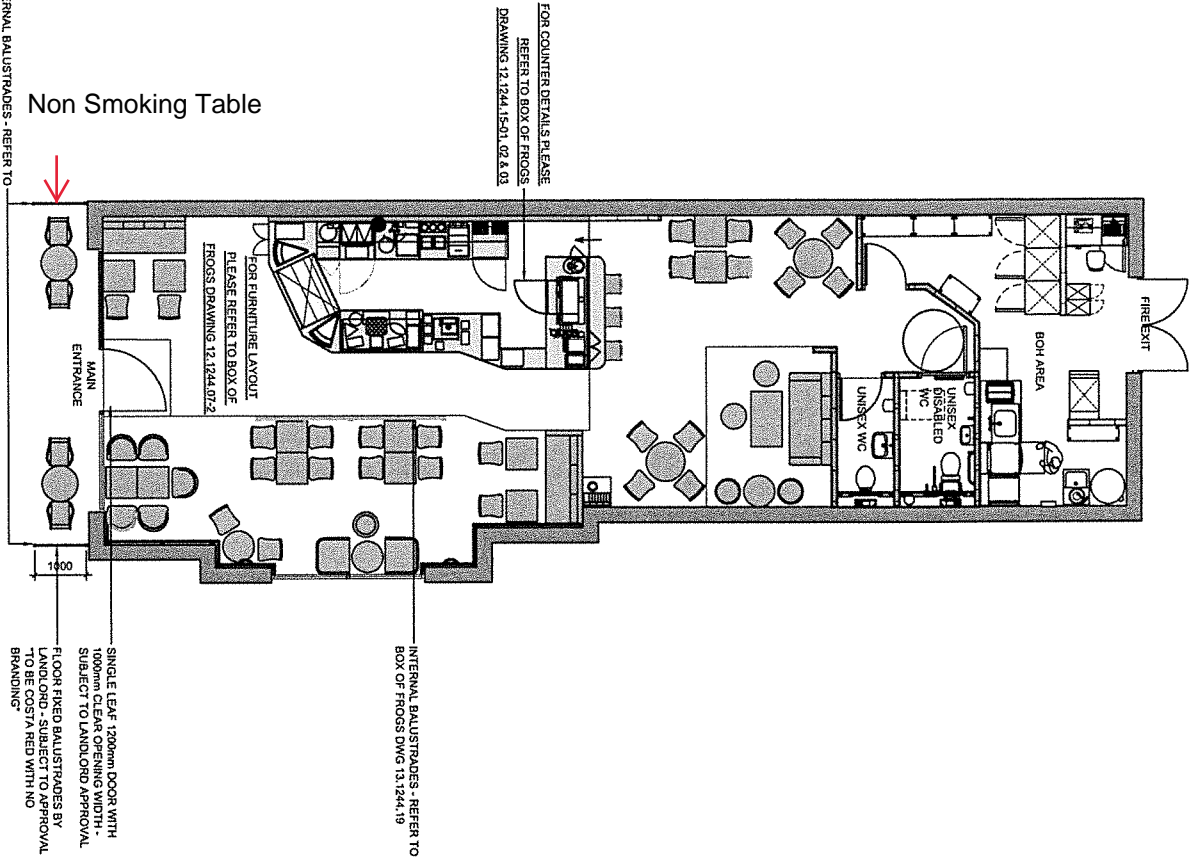 Non Smoking Table
FOR COUNTER DETAILS PLEASE
REFER TO BOX OF FROGS
DRAWING 12.1244.15-01, 02 & 03
ERNAL BALUSTRADES - REFER TO
FOR FURNITURE LAYOUT
PLEASE REFER TO BOX OF
FROGS DRAWING 12.1244.07-2
MAIN
ENTRANCE
FIRE EXIT
BOH AREA
UNISEX
DISABLED
WC
UNISEX WC
1000
INTERNAL BALUSTRADES - REFER TO
BOX OF FROGS DWG 13.1244.19
SINGLE LEAF 1200mm DOOR WITH
1000mm CLEAR OPENING WIDTH -
SUBJECT TO LANDLORD APPROVAL
FLOOR FIXED BALUSTRADES BY
LANDLORD - SUBJECT TO APPROVAL
"TO BE COSTA RED WITH NO
BRANDING"